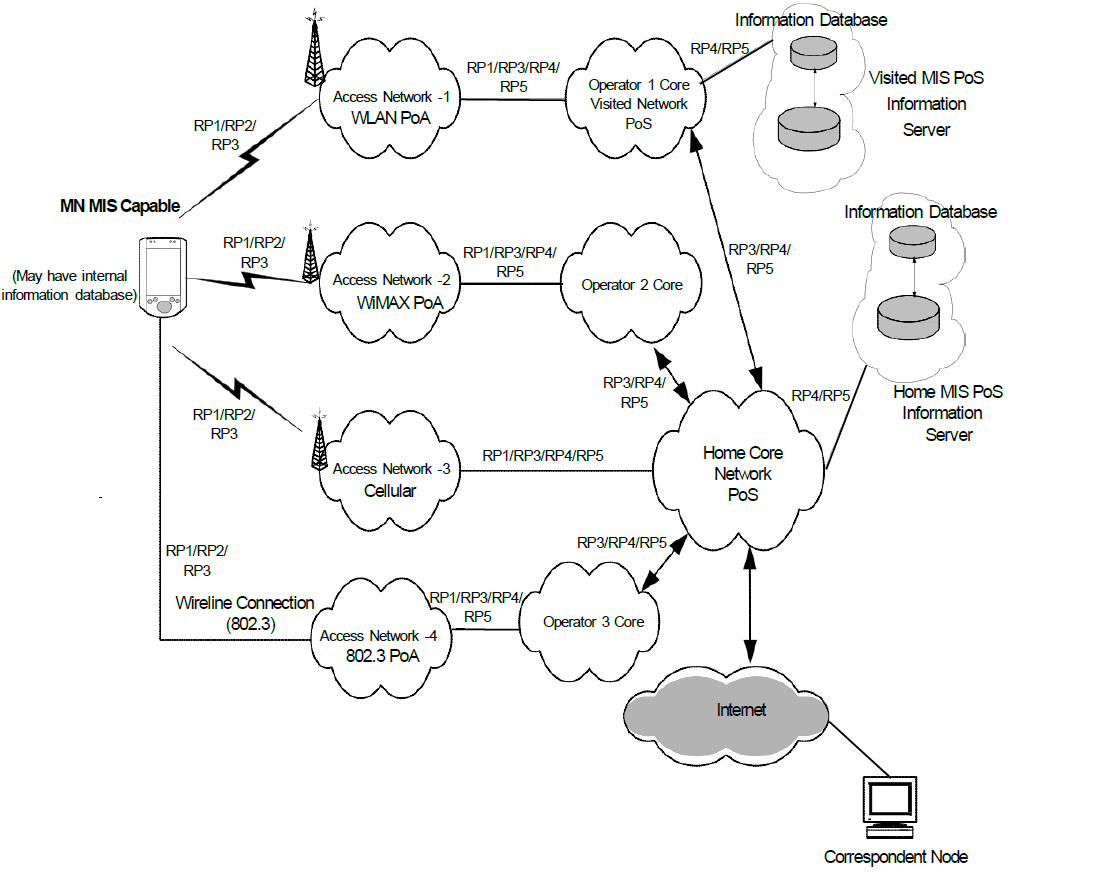 Information Database
RP4/RP5
RP1/RP3/RP4/
RP5
Operator 1 Core
Visited Network
PoS
Visited MIS PoS
Information
Server
Access Network -1
WLAN PoA
RP1/RP2/
RP3
MN MIS Capable
Information Database
RP1/RP2/
RP3
RP1/RP3/RP4/
RP5
RP3/RP4/
RP5
(May have internal
information database)
Access Network -2
WiMAX PoA
Operator 2 Core
RP3/RP4/
RP5
RP4/RP5
Home MIS PoS
Information
Server
RP1/RP2/
RP3
Access Network -3
Cellular
RP1/RP3/RP4/RP5
Home Core
Network
PoS
RP1/RP2/
RP3
RP3/RP4/RP5
Wireline Connection
(802.3)
RP1/RP3/RP4/
RP5
Access Network -4
802.3 PoA
Operator 3 Core
Internet
Correspondent Node